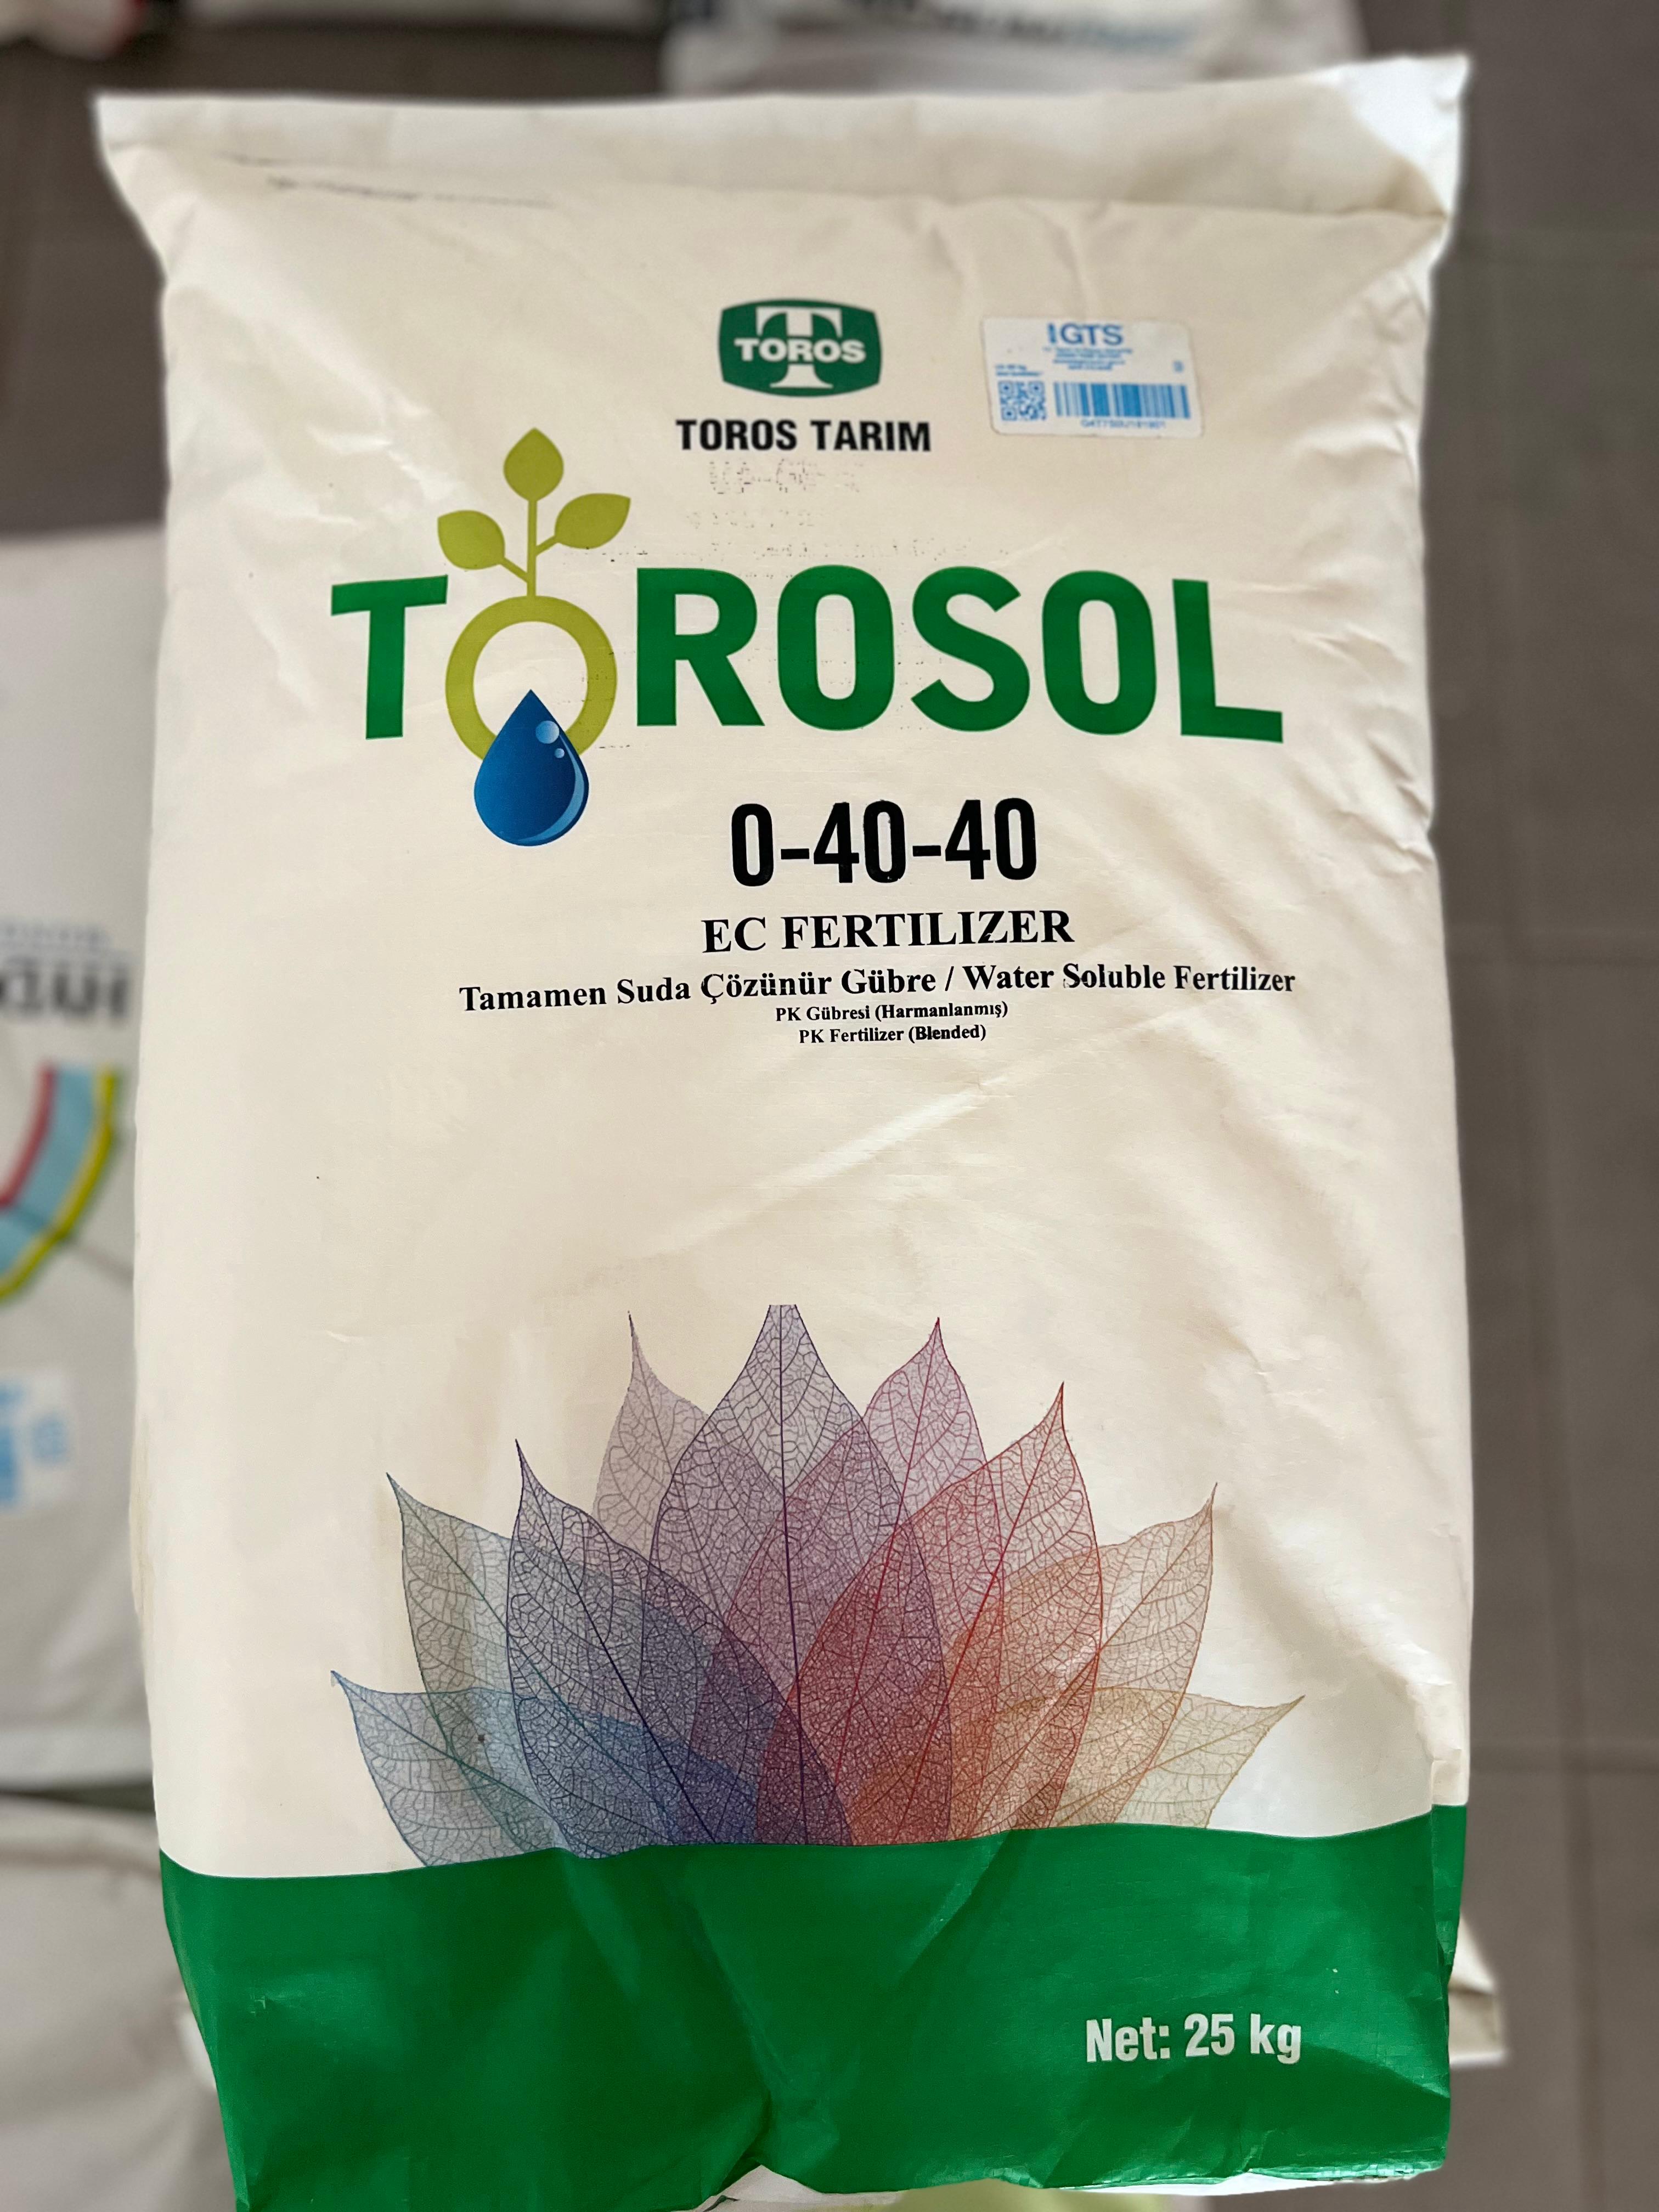 TOROS
TOROS TARIM
GTS
TOROSOL
0-40-40
EC FERTILIZER
Tamamen Suda Çözünür Gübre / Water Soluble Fertilizer
PK Gübresi (Harmanlanmış)
PK Fertilizer (Blended)
Net: 25 kg